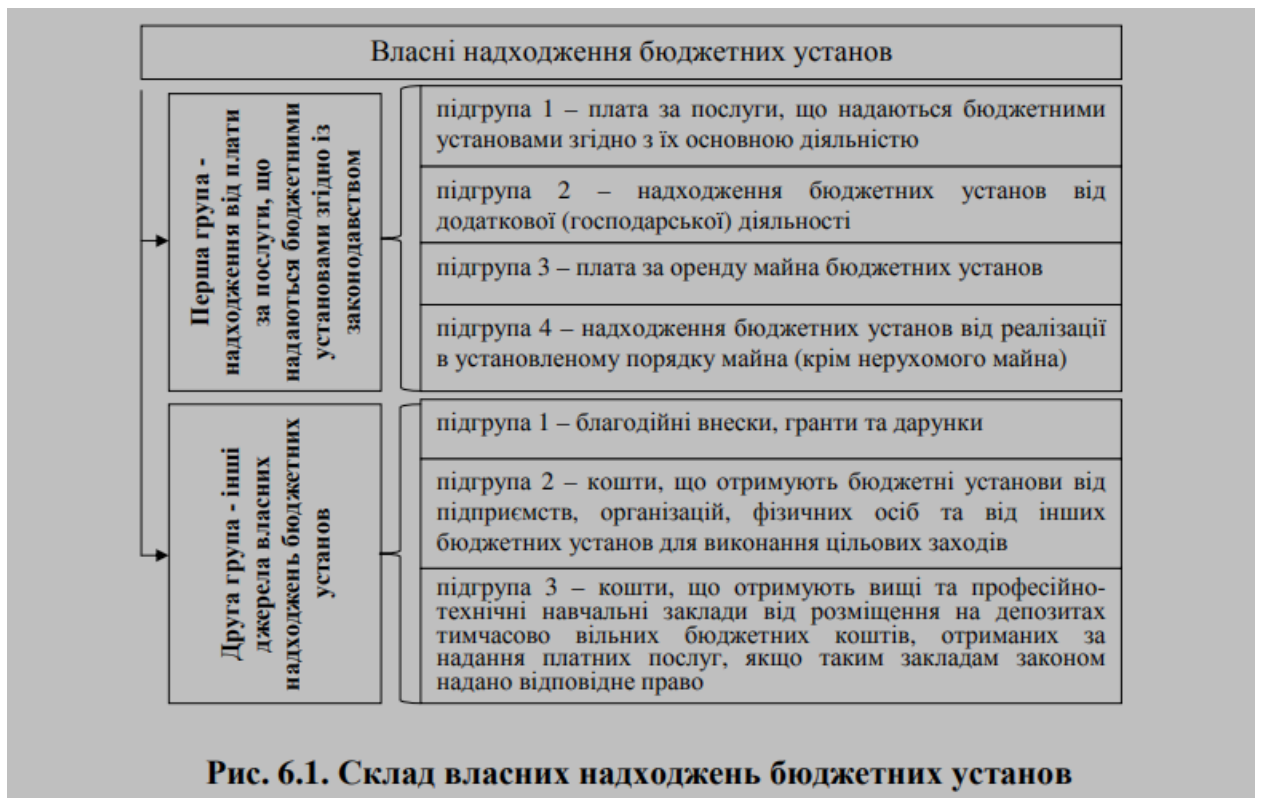 Власні надходження бюджетних установ
Перша група -
надходження від плати
за послуги, що
надаються бюджетними
установами згідно із
законодавством
підгрупа 1 – плата за послуги, що надаються бюджетними
установами згідно з їх основною діяльністю
підгрупа 2 – надходження бюджетних установ від
додаткової (господарської) діяльності
підгрупа 3 – плата за оренду майна бюджетних установ
підгрупа 4 – надходження бюджетних установ від реалізації
в установленому порядку майна (крім нерухомого майна)
Друга група - інші
джерела власних
надходжень бюджетних
установ
підгрупа 1 – благодійні внески, гранти та дарунки
підгрупа 2 – кошти, що отримують бюджетні установи від
підприємств, організацій, фізичних осіб та від інших
бюджетних установ для виконання цільових заходів
підгрупа 3 – кошти, що отримують вищі та професійно-
технічні навчальні заклади від розміщення на депозитах
тимчасово вільних бюджетних коштів, отриманих за
надання платних послуг, якщо таким закладам законом
надано відповідне право
Рис. 6.1. Склад власних надходжень бюджетних установ